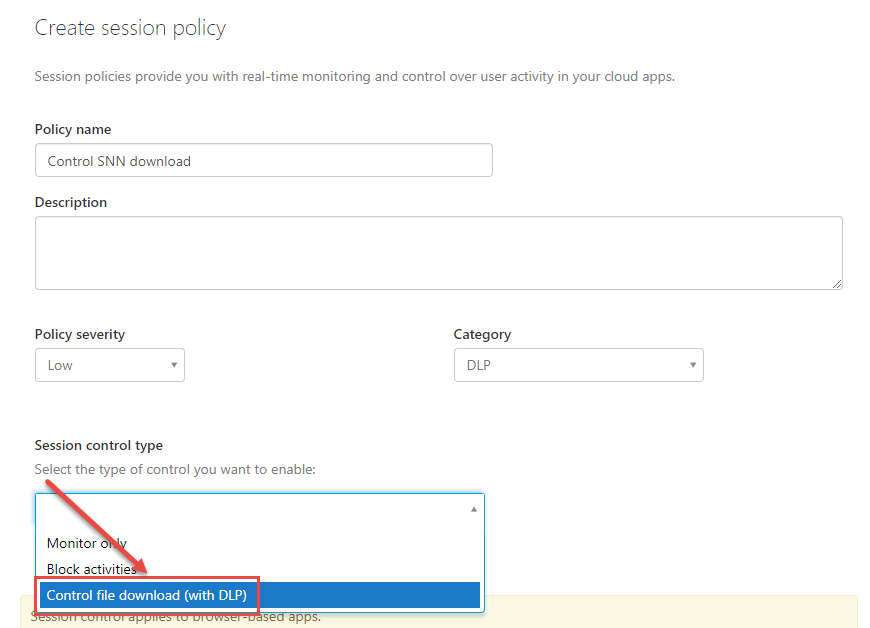 Create session policy
Session policies provide you with real-time monitoring and control over user activity in your cloud apps.
Policy name
Control SNN download
Description
Policy severity
Category
Low
DLP
Session control type
Select the type of control you want to enable:
Monitor only
Block activities
Control file download (with DLP)
Session control applies to browser-based apps.